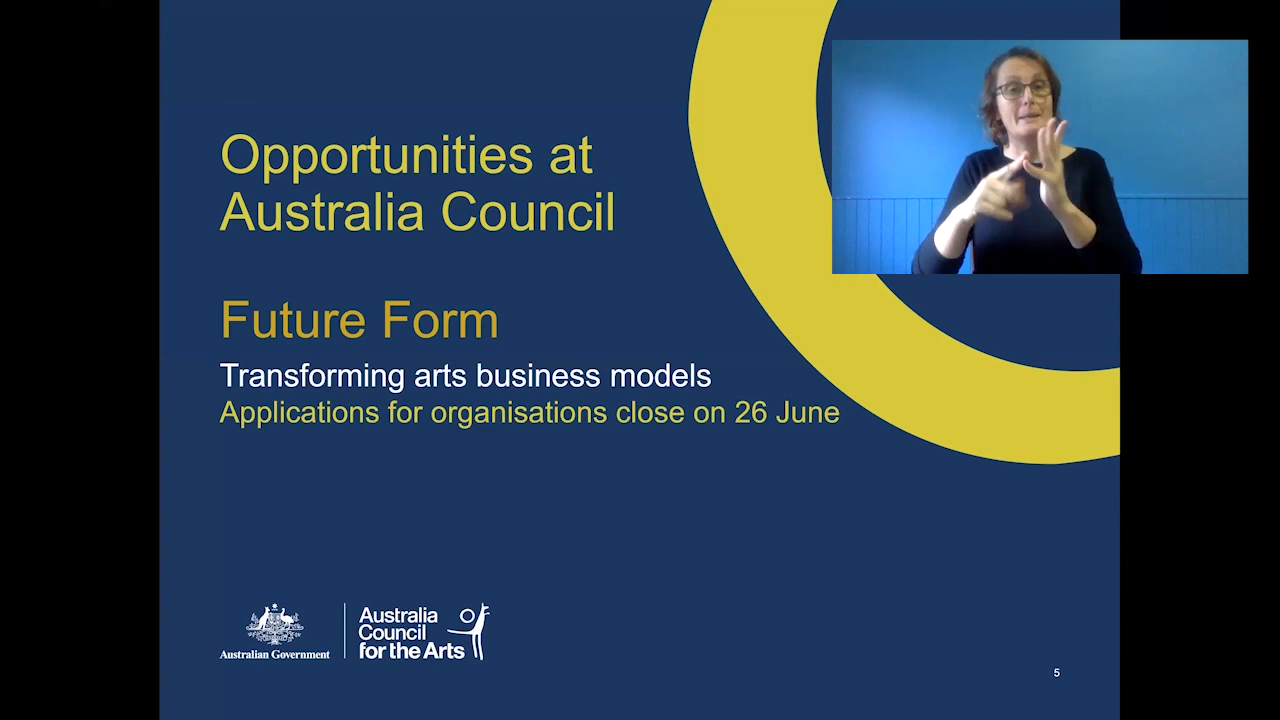 Opportunities at
Australia Council
Future Form
Transforming arts business models
Applications for organisations close on 26 June
Australian Government
Australia
Council
for the Arts
5